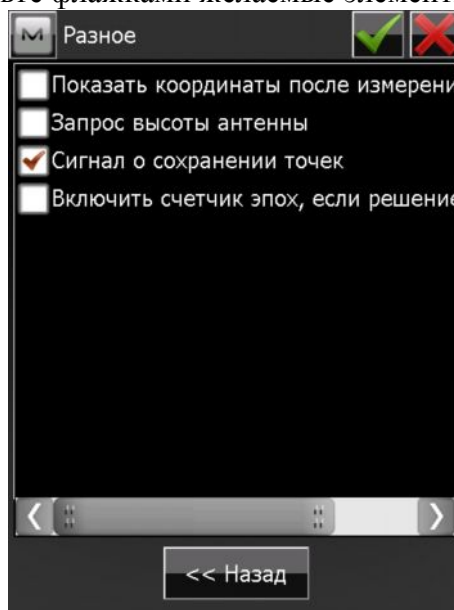 флажками желаемые элемент
Разное
Показать координаты после измерени
Запрос высоты антенны
Сигнал о сохранении точек
Включить счетчик эпох, если решение
<< Назад